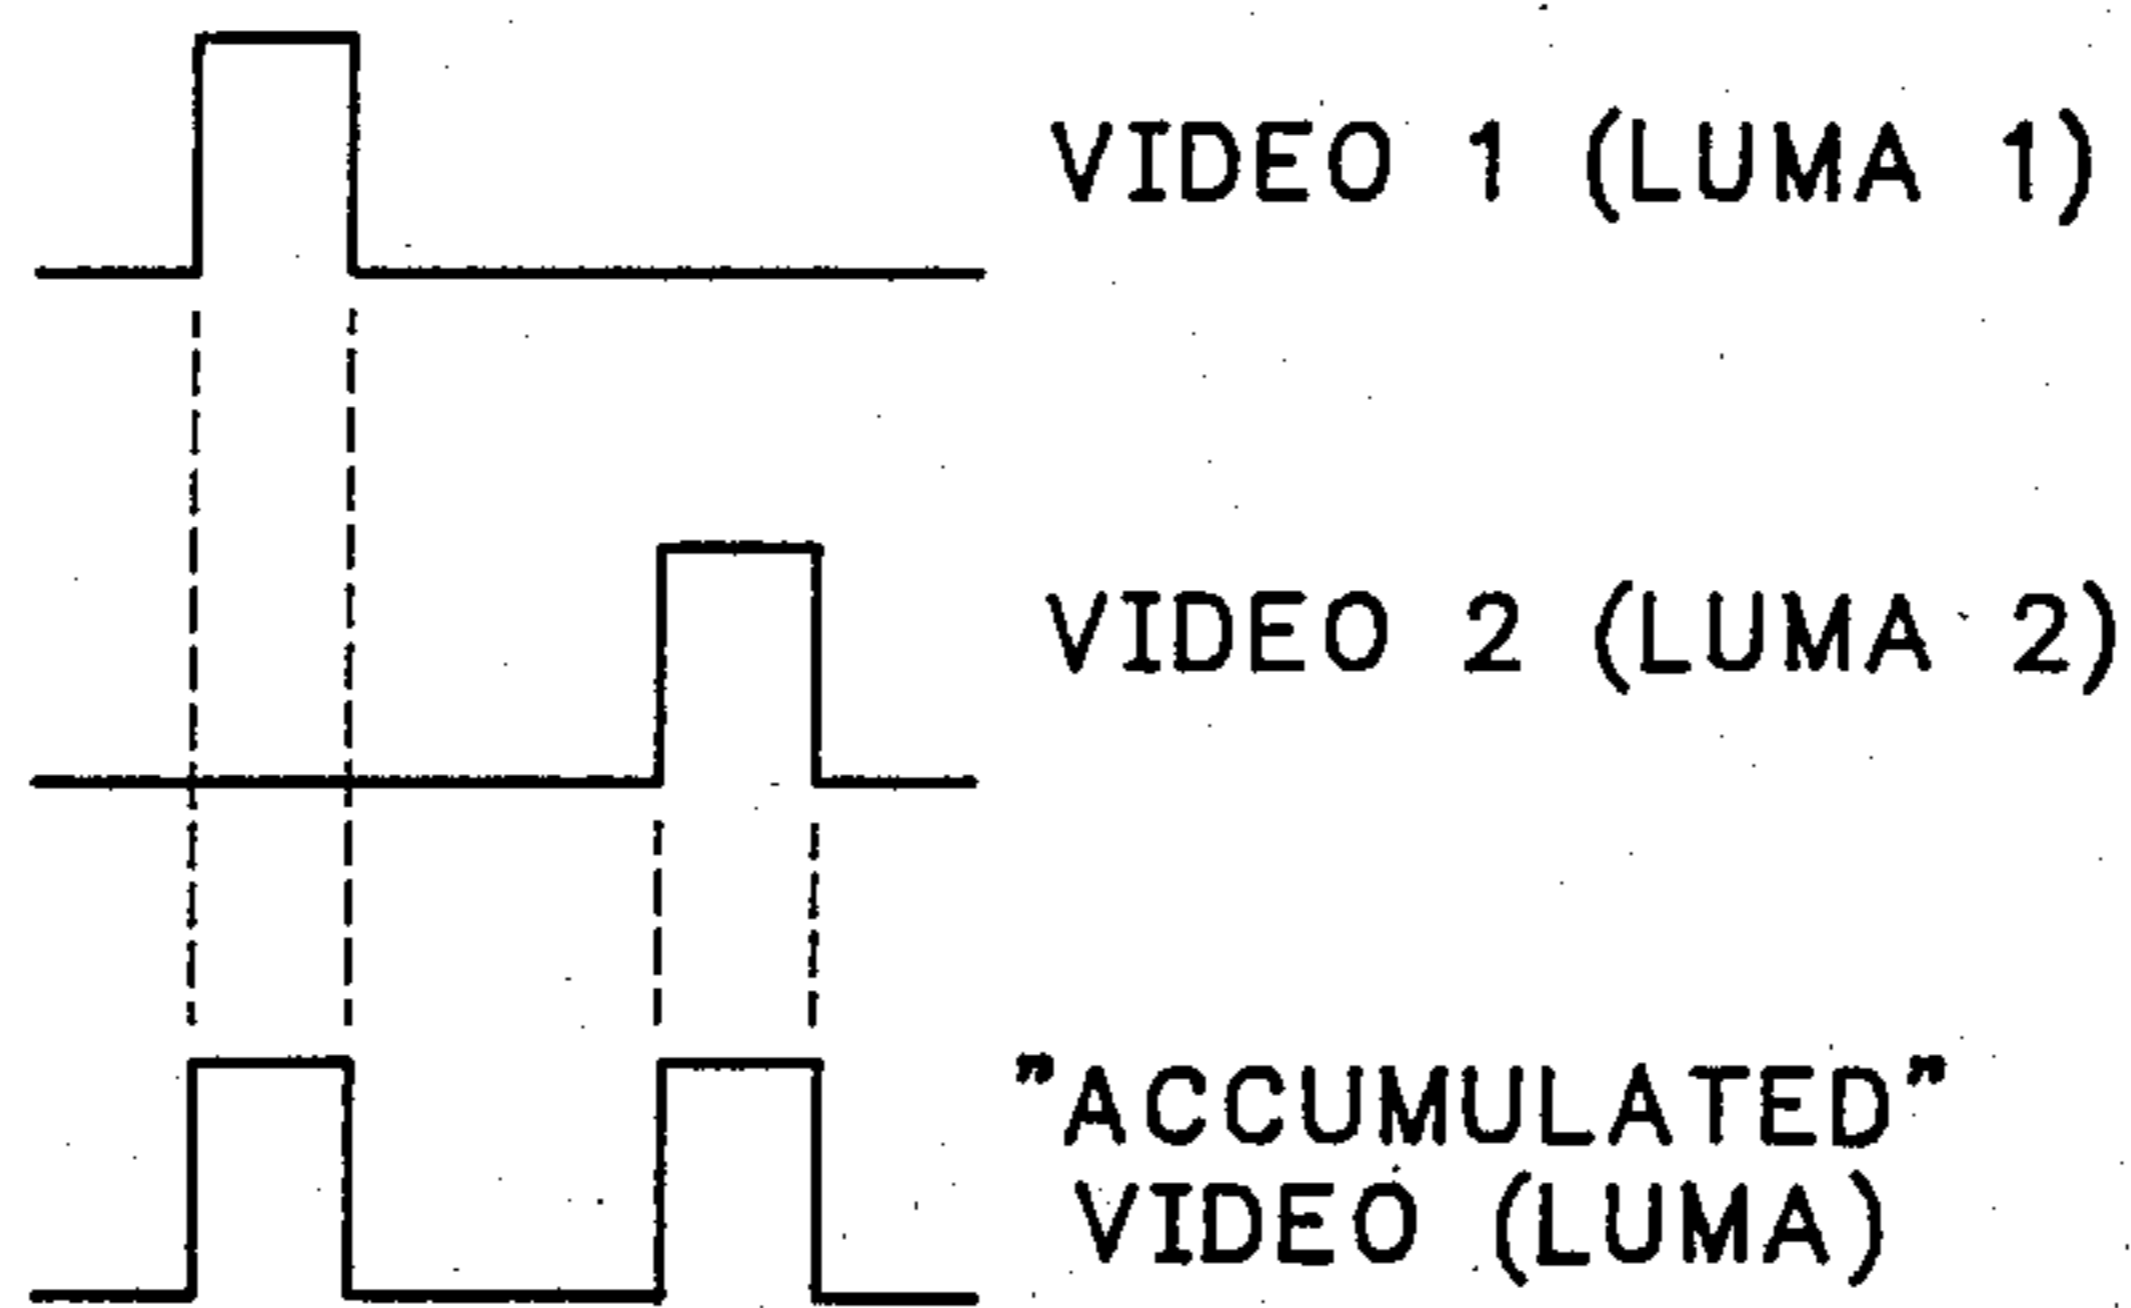 VIDEO 1 (LUMA 1)
VIDEO 2 (LUMA 2)
"ACCUMULATED"
VIDEO (LUMA)